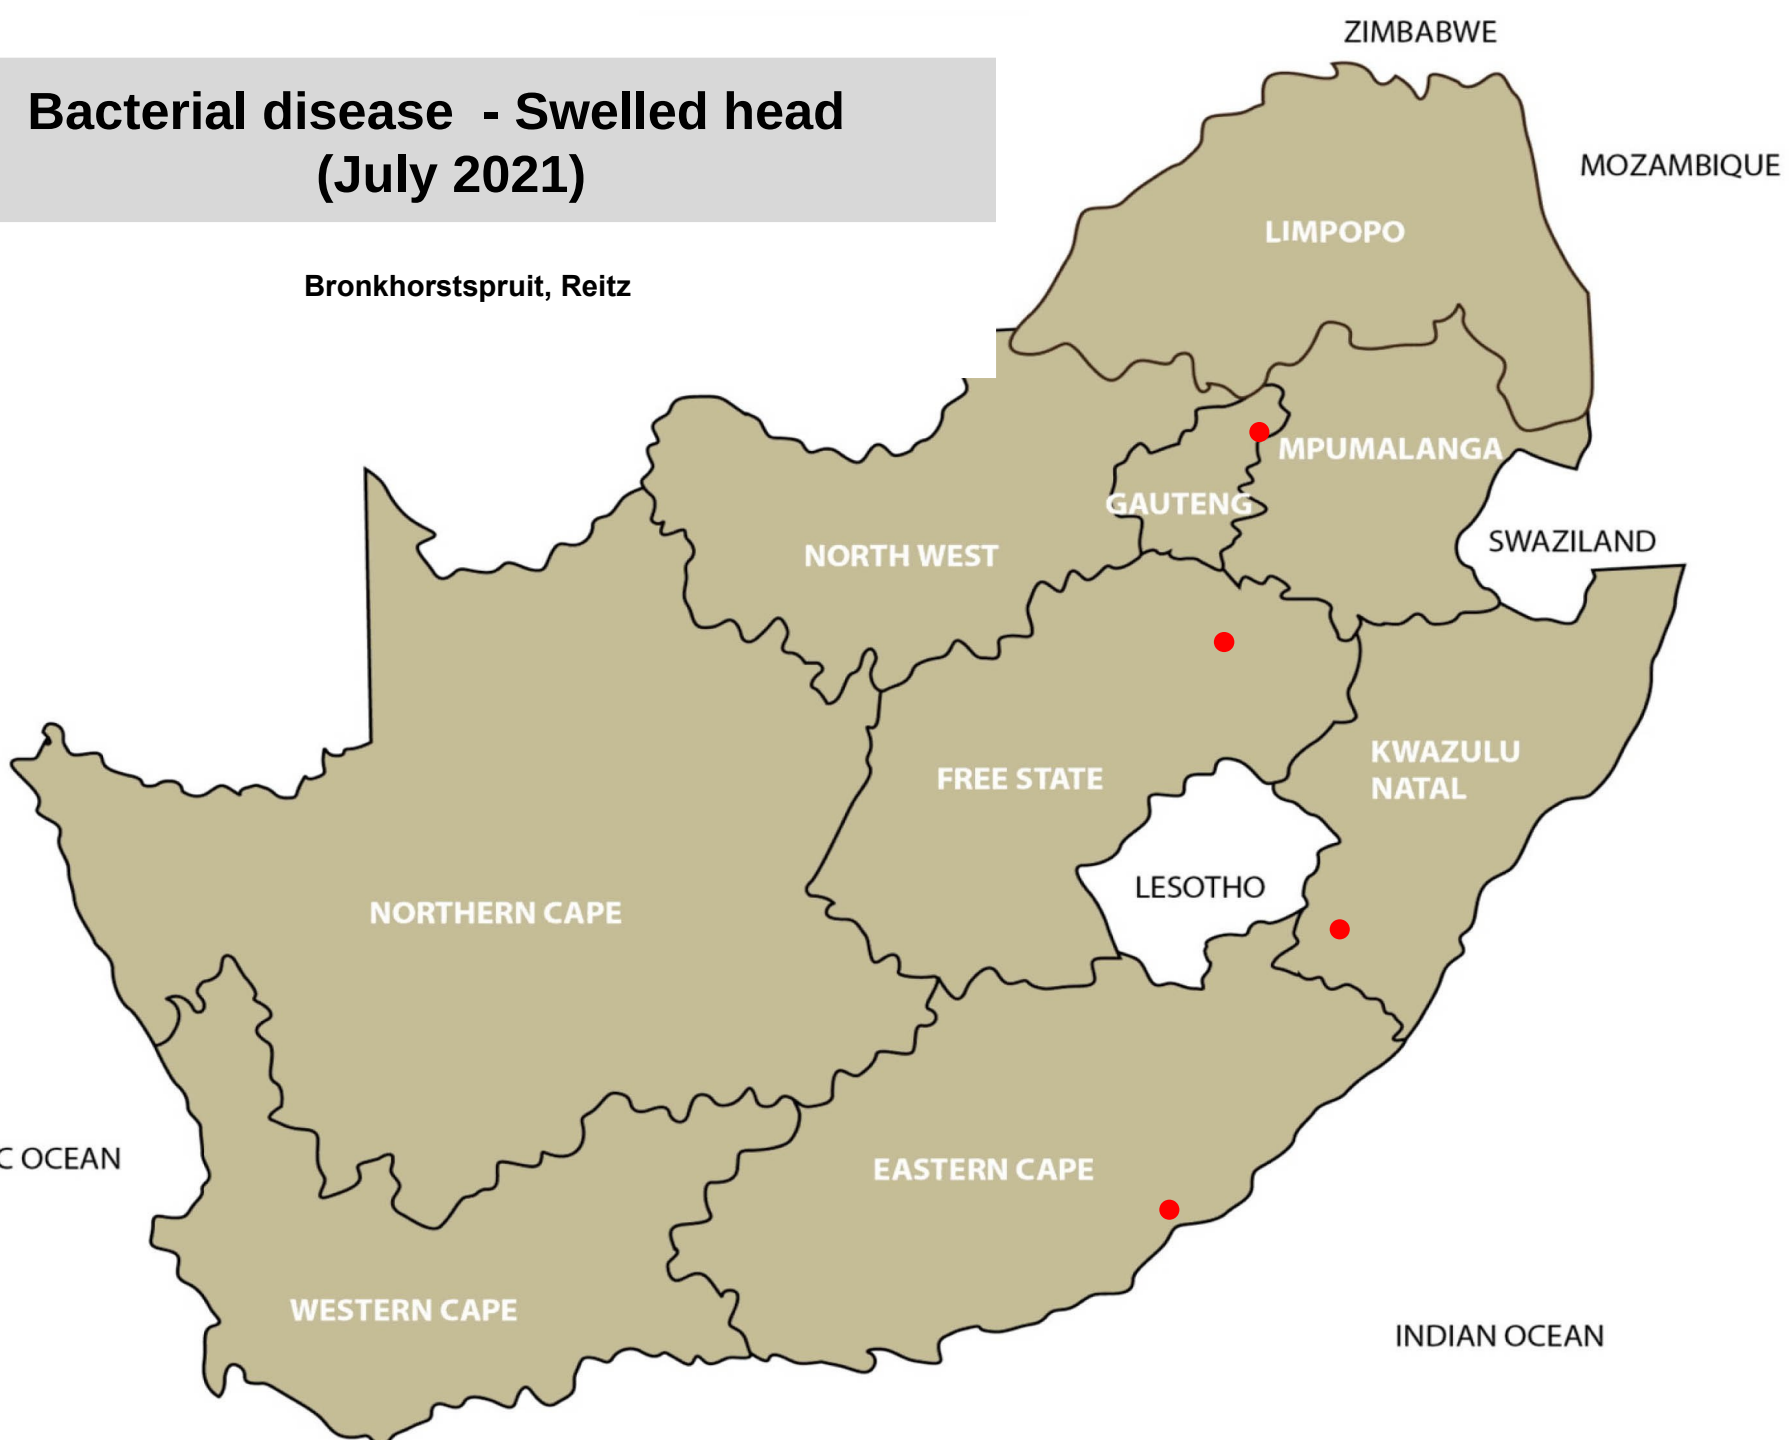 ZIMBABWE
Bacterial disease - Swelled head
(July 2021)
MOZAMBIQUE
LIMPOPO
Bronkhorstspruit, Reitz
MPUMALANGA
GAUTENG
SWAZILAND
NORTH WEST
KWAZULU
NATAL
FREE STATE
LESOTHO
NORTHERN CAPE
C OCEAN
EASTERN CAPE
WESTERN CAPE
INDIAN OCEAN